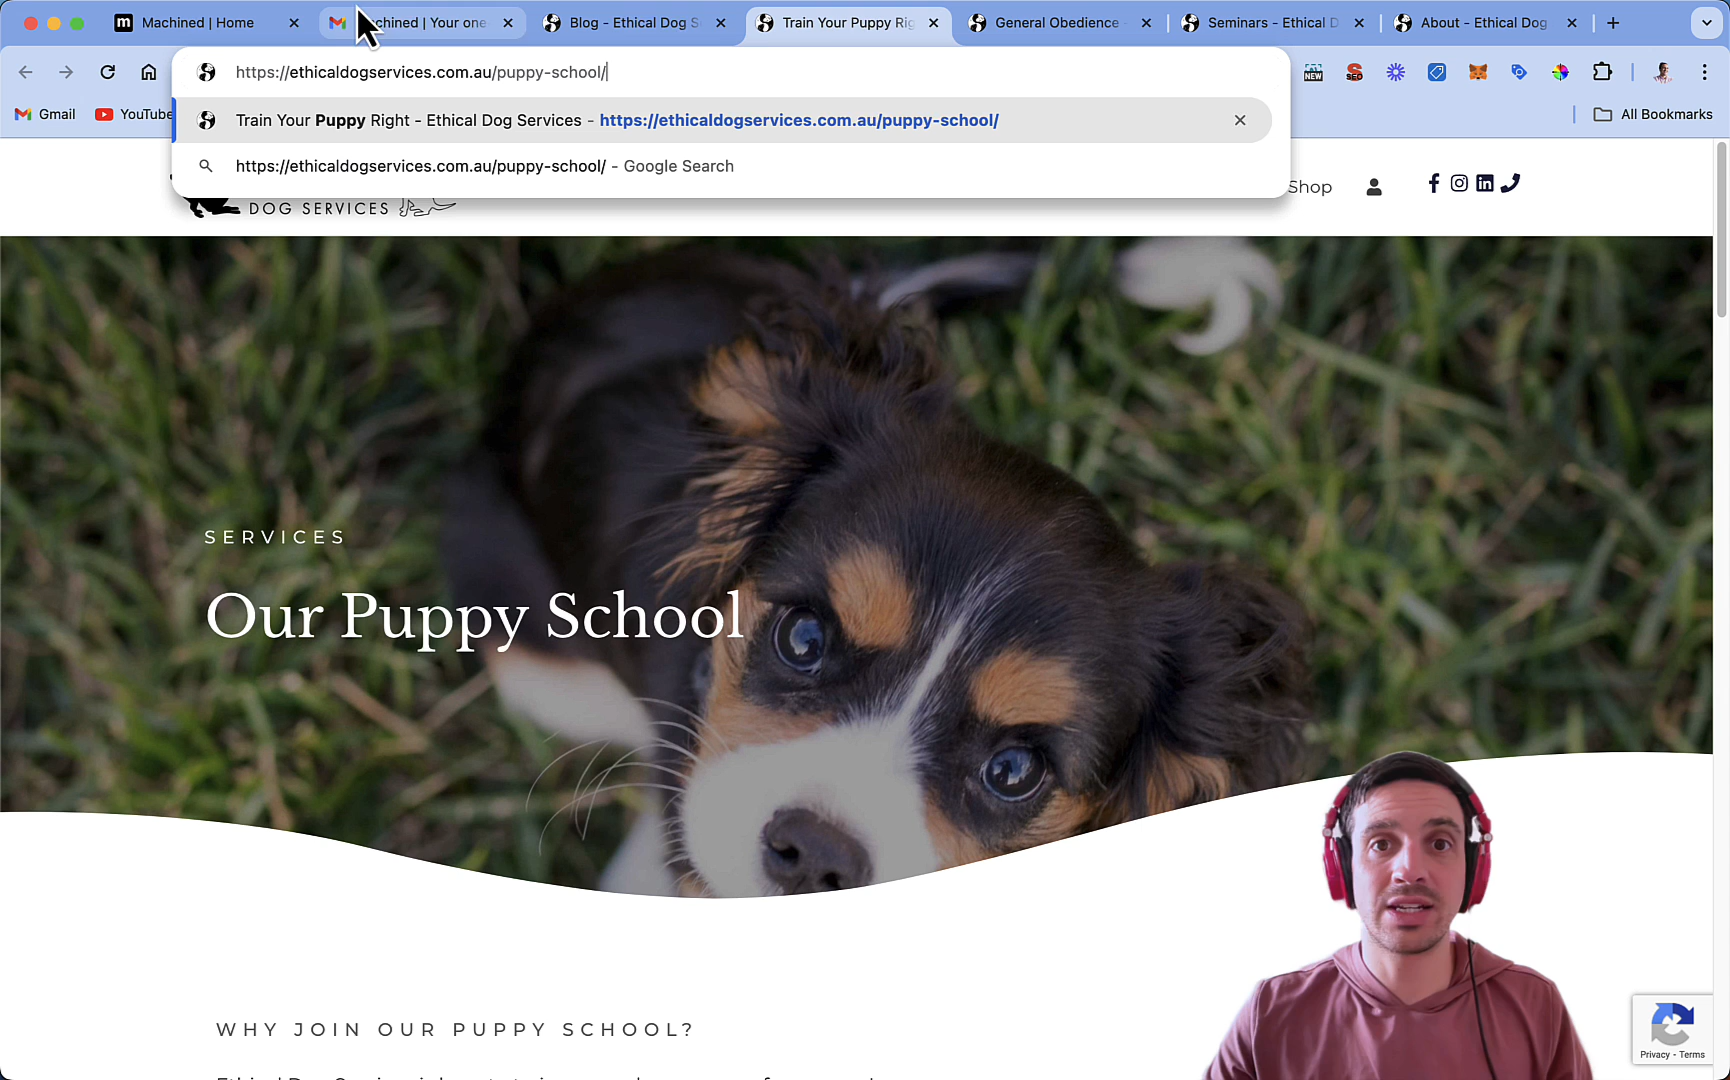 Machined | Home
chined | Your one
Blog - Ethical Dog S
Train Your Puppy Rig
General Obedience -
Seminars - Ethical D
About - Ethical Dog
https://ethicaldogservices.com.au/puppy-school/
NEW
SEO
Gmail
YouTube
All Bookmarks
Train Your Puppy Right - Ethical Dog Services - https://ethicaldogservices.com.au/puppy-school/
https://ethicaldogservices.com.au/puppy-school/ - Google Search
DOG SERVICES
Shop
SERVICES
Our Puppy School
WHY JOIN OUR PUPPY SCHOOL?
Privacy - Terms